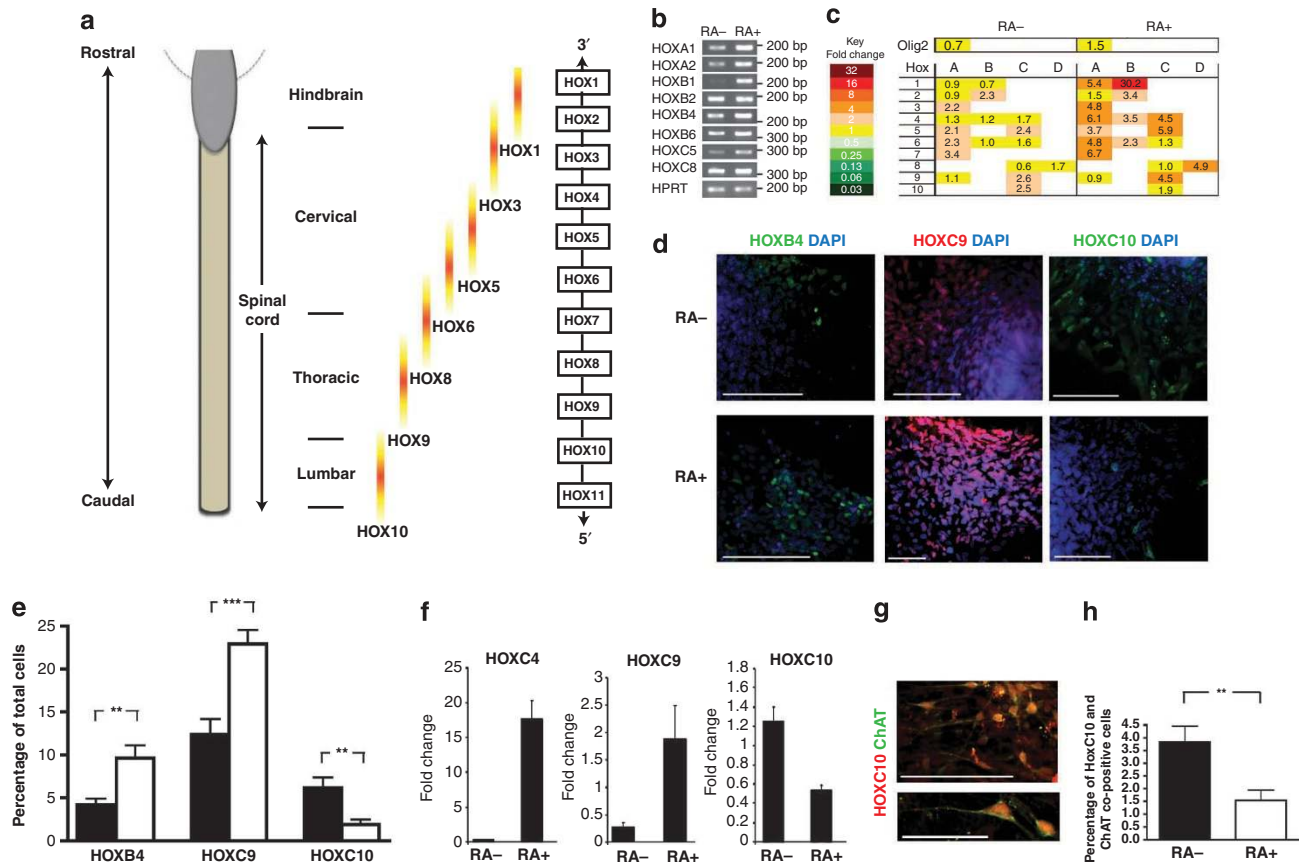 a
Rostral
Caudal
Spinal
cord
Hindbrain
Cervical
Thoracic
Lumbar
HOX1
HOX3
HOX5
HOX6
HOX8
HOX9
HOX10
3′
HOX1
HOX2
HOX3
HOX4
HOX5
HOX6
HOX7
HOX8
HOX9
HOX10
HOX11
5′
b
RA– RA+
HOXA1 200 bp
HOXA2 200 bp
HOXB1 200 bp
HOXB2 200 bp
HOXB4 200 bp
HOXB6 300 bp
HOXC5 300 bp
HOXC8 300 bp
HPRT 200 bp
c
Key
Fold change
32
16
8
4
2
1
0.5
0.25
0.13
0.06
0.03
RA– RA+
Olig2 0.7 1.5
Hox A B C D A B C D
1 0.9 0.7 5.4 30.2
2 0.9 2.3 1.5 3.4
3 2.2 4.8
4 1.3 1.2 1.7 6.1 3.5 4.5
5 2.1 2.4 3.7 5.9
6 2.3 1.0 1.6 4.8 2.3 1.3
7 3.4 6.7
8 0.6 1.7 1.0 4.9
9 1.1 2.6 0.9 4.5
10 2.5 1.9
d
HOXB4 DAPI HOXC9 DAPI HOXC10 DAPI
RA–
RA+
e
Percentage of total cells
25
20
15
10
5
0
**
***
**
HOXB4 HOXC9 HOXC10
f
HOXC4
Fold change
25
20
15
10
5
0
RA– RA+
HOXC9
Fold change
3
2.5
2
1.5
1
0.5
0
RA– RA+
HOXC10
Fold change
1.8
1.6
1.4
1.2
1
0.8
0.6
0.4
0.2
0
RA– RA+
g
HOXC10 ChAT
h
Percentage of HoxC10 and
ChAT co-positive cells
4.5
4.0
3.5
3.0
2.5
2.0
1.5
1.0
0.5
0.0
**
RA– RA+